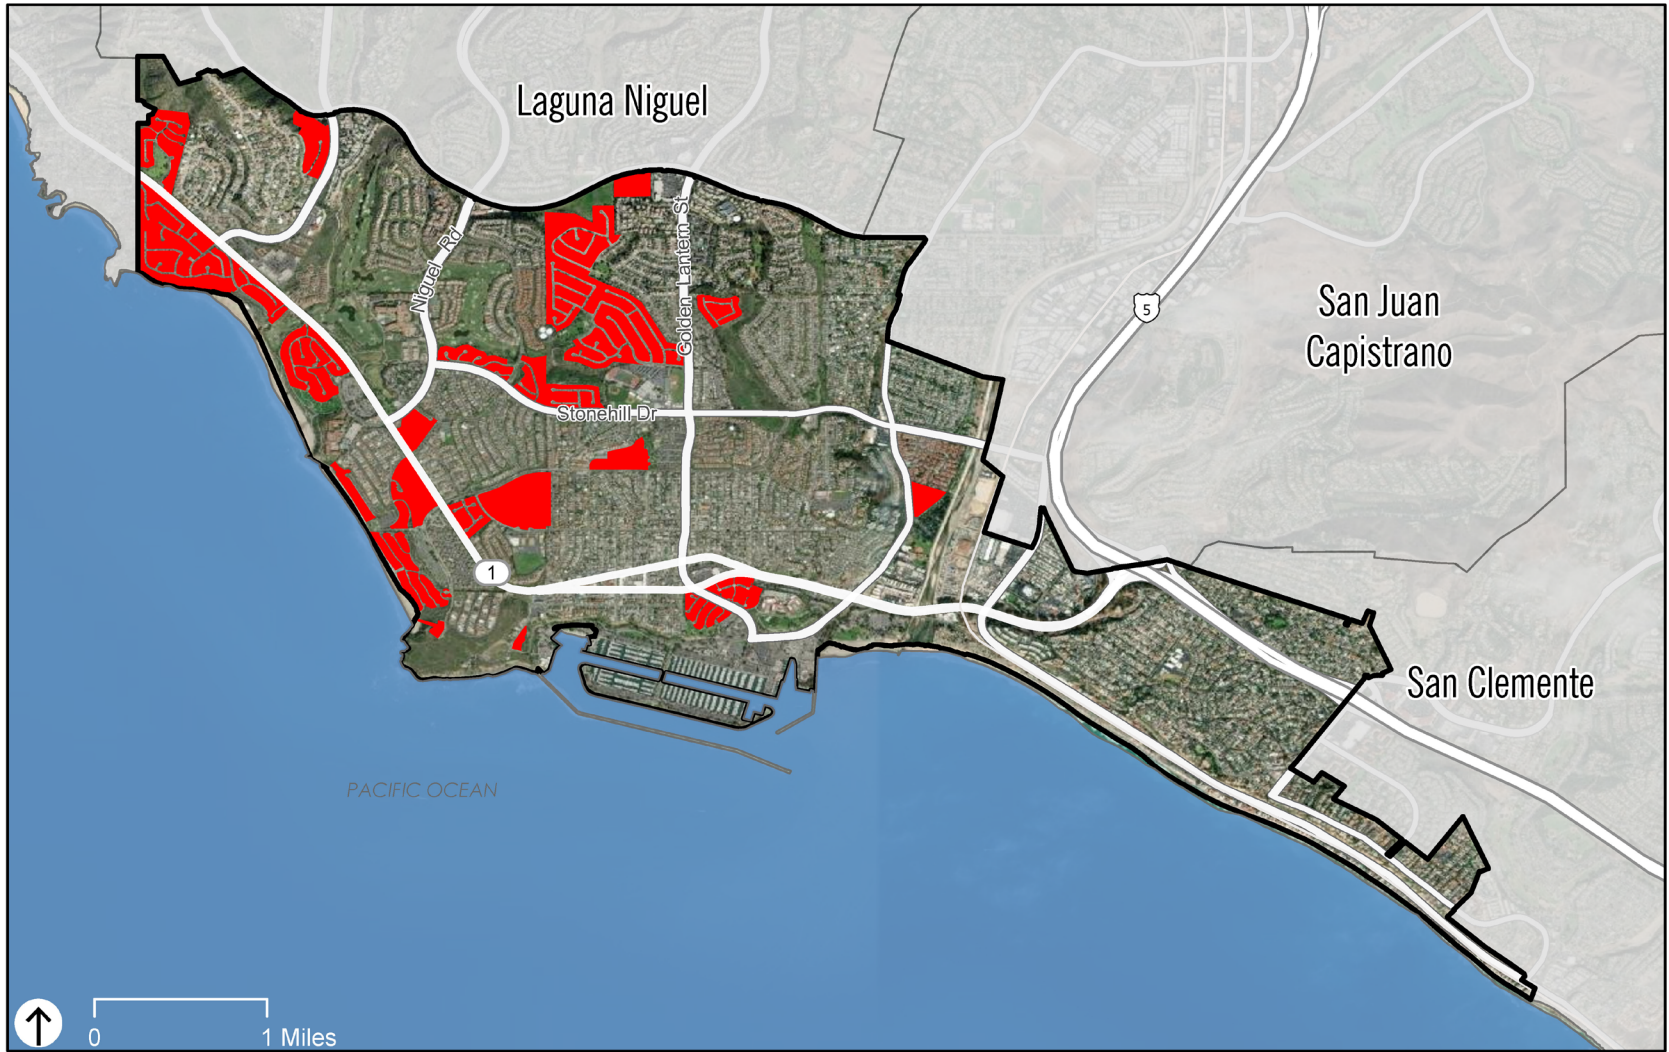 Laguna Niguel
Niguel Rd
Golden Lantern St
5
San Juan
Capistrano
Stonehill Dr
1
San Clemente
PACIFIC OCEAN
0
1 Miles